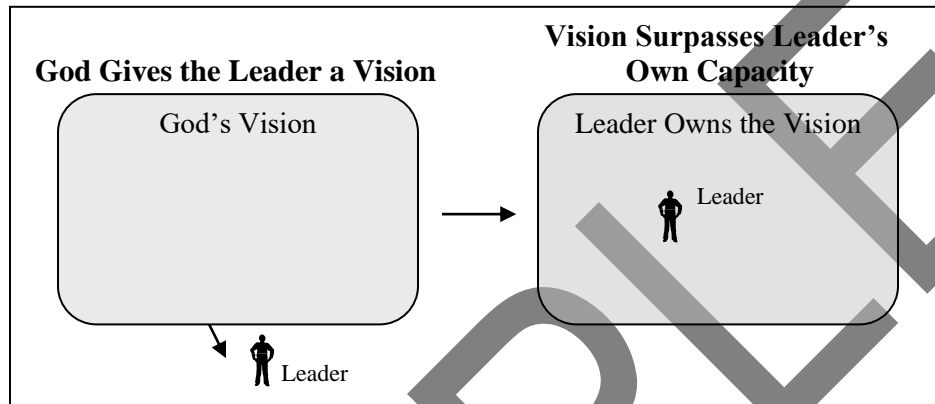 God Gives the Leader a Vision
God's Vision
Leader
Vision Surpasses Leader's
Own Capacity
Leader Owns the Vision
Leader